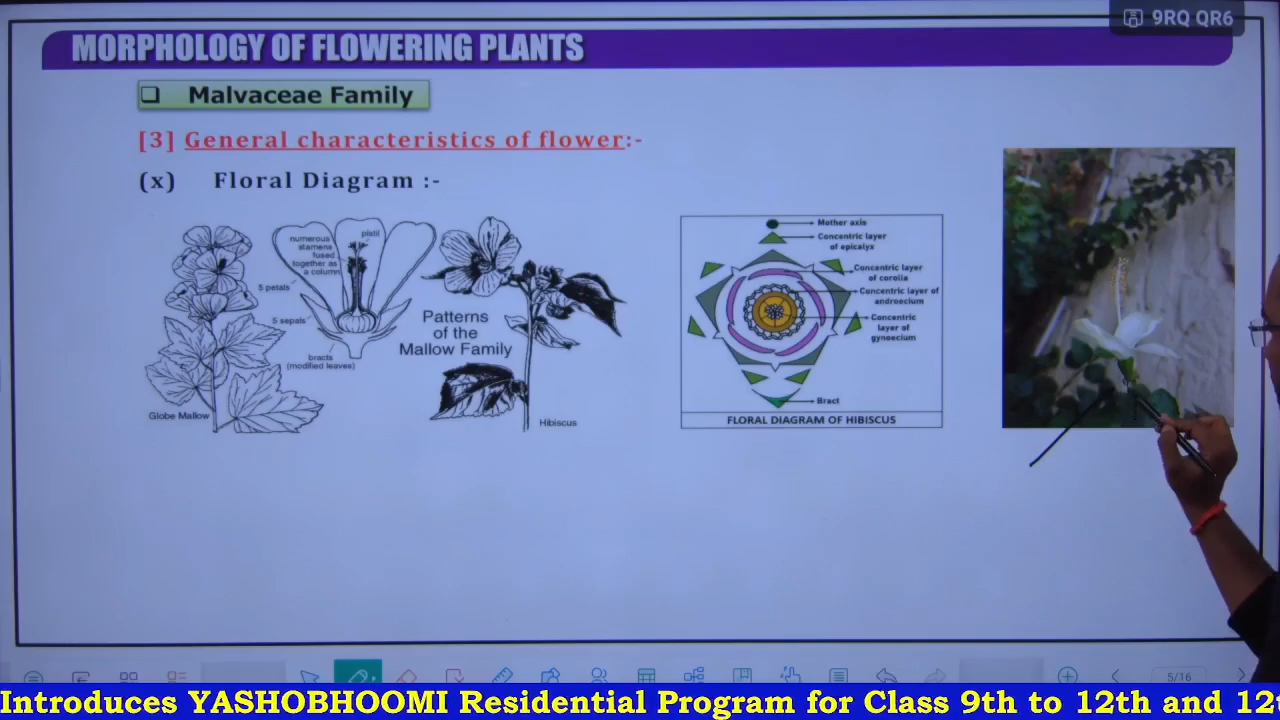 9RQ QR6
MORPHOLOGY OF FLOWERING PLANTS
❑ Malvaceae Family
[3] General characteristics of flower:-
(x) Floral Diagram :-
numerous
stamens
fused
together as
a column
pistil
5 petals
5 sepals
bracts
(modified leaves)
Globe Mallow
Patterns
of the
Mallow Family
Hibiscus
Mother axis
Concentric layer
of epicalyx
Concentric layer
of corolla
Concentric layer of
androecium
Concentric
layer of
gynoecium
Bract
FLORAL DIAGRAM OF HIBISCUS
5/16
Introduces YASHOBHOOMI Residential Program for Class 9th to 12th and 12